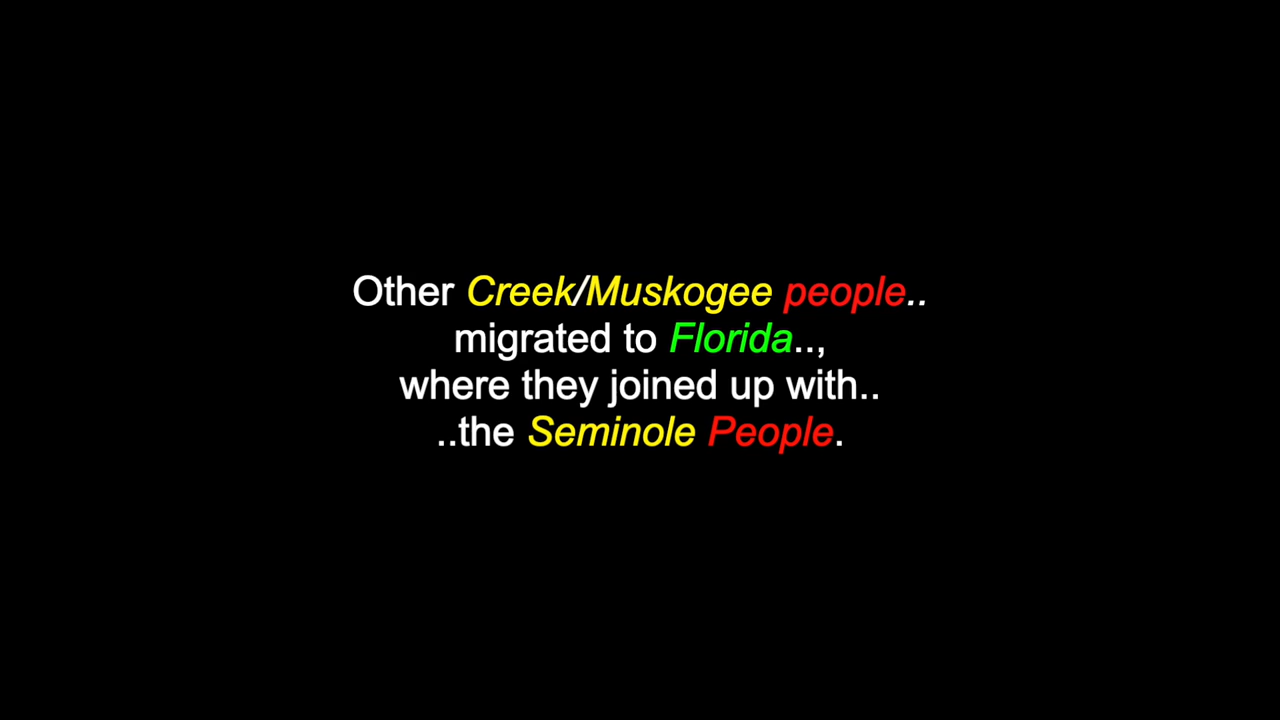 Other Creek/Muskogee people..
migrated to Florida..,
where they joined up with..
..the Seminole People.